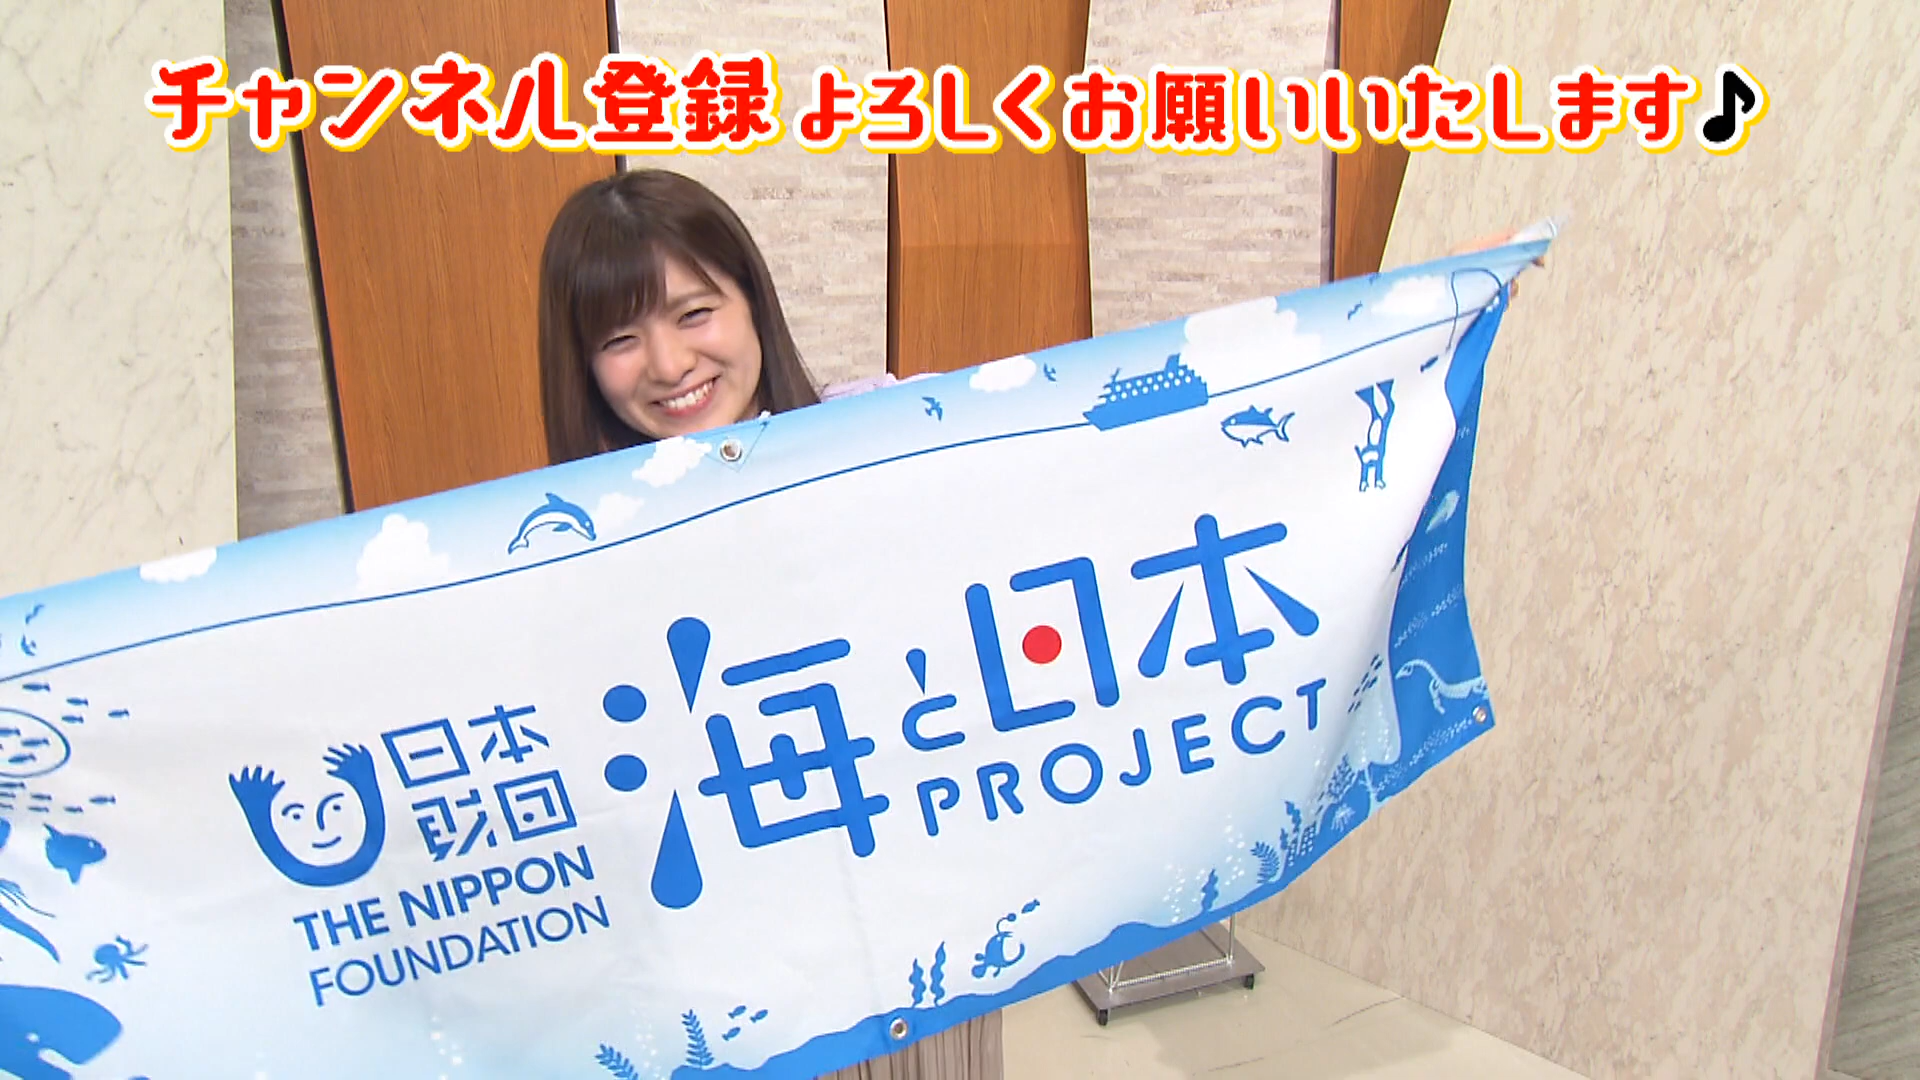 チャンネル登録 よろしくお願いいたします♪
海と日本
PROJECT
日本
財団
THE NIPPON
FOUNDATION